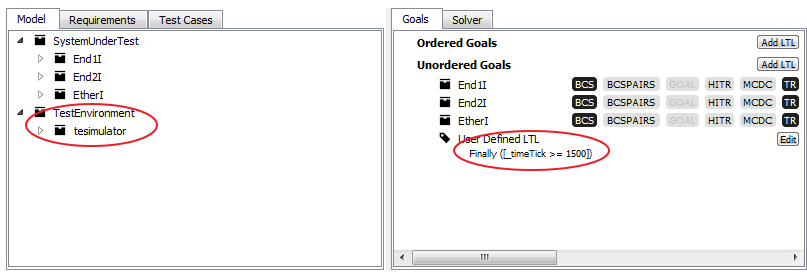 Model Requirements Test Cases
SystemUnderTest
End1I
End2I
EtherI
TestEnvironment
tesimulator
Goals Solver
Ordered Goals Add LTL
Unordered Goals Add LTL
End1I BCS BCSPAIRS GOAL HITR MCDC TR
End2I BCS BCSPAIRS GOAL HITR MCDC TR
EtherI BCS BCSPAIRS GOAL HITR MCDC TR
User Defined LTL Edit
Finally ([_timeTick >= 1500])